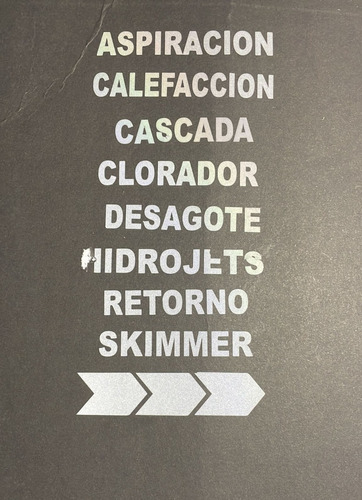 ASPIRACION
CALEFACCION
CASCADA
CLORADOR
DESAGOTE
HIDROJETS
RETORNO
SKIMMER